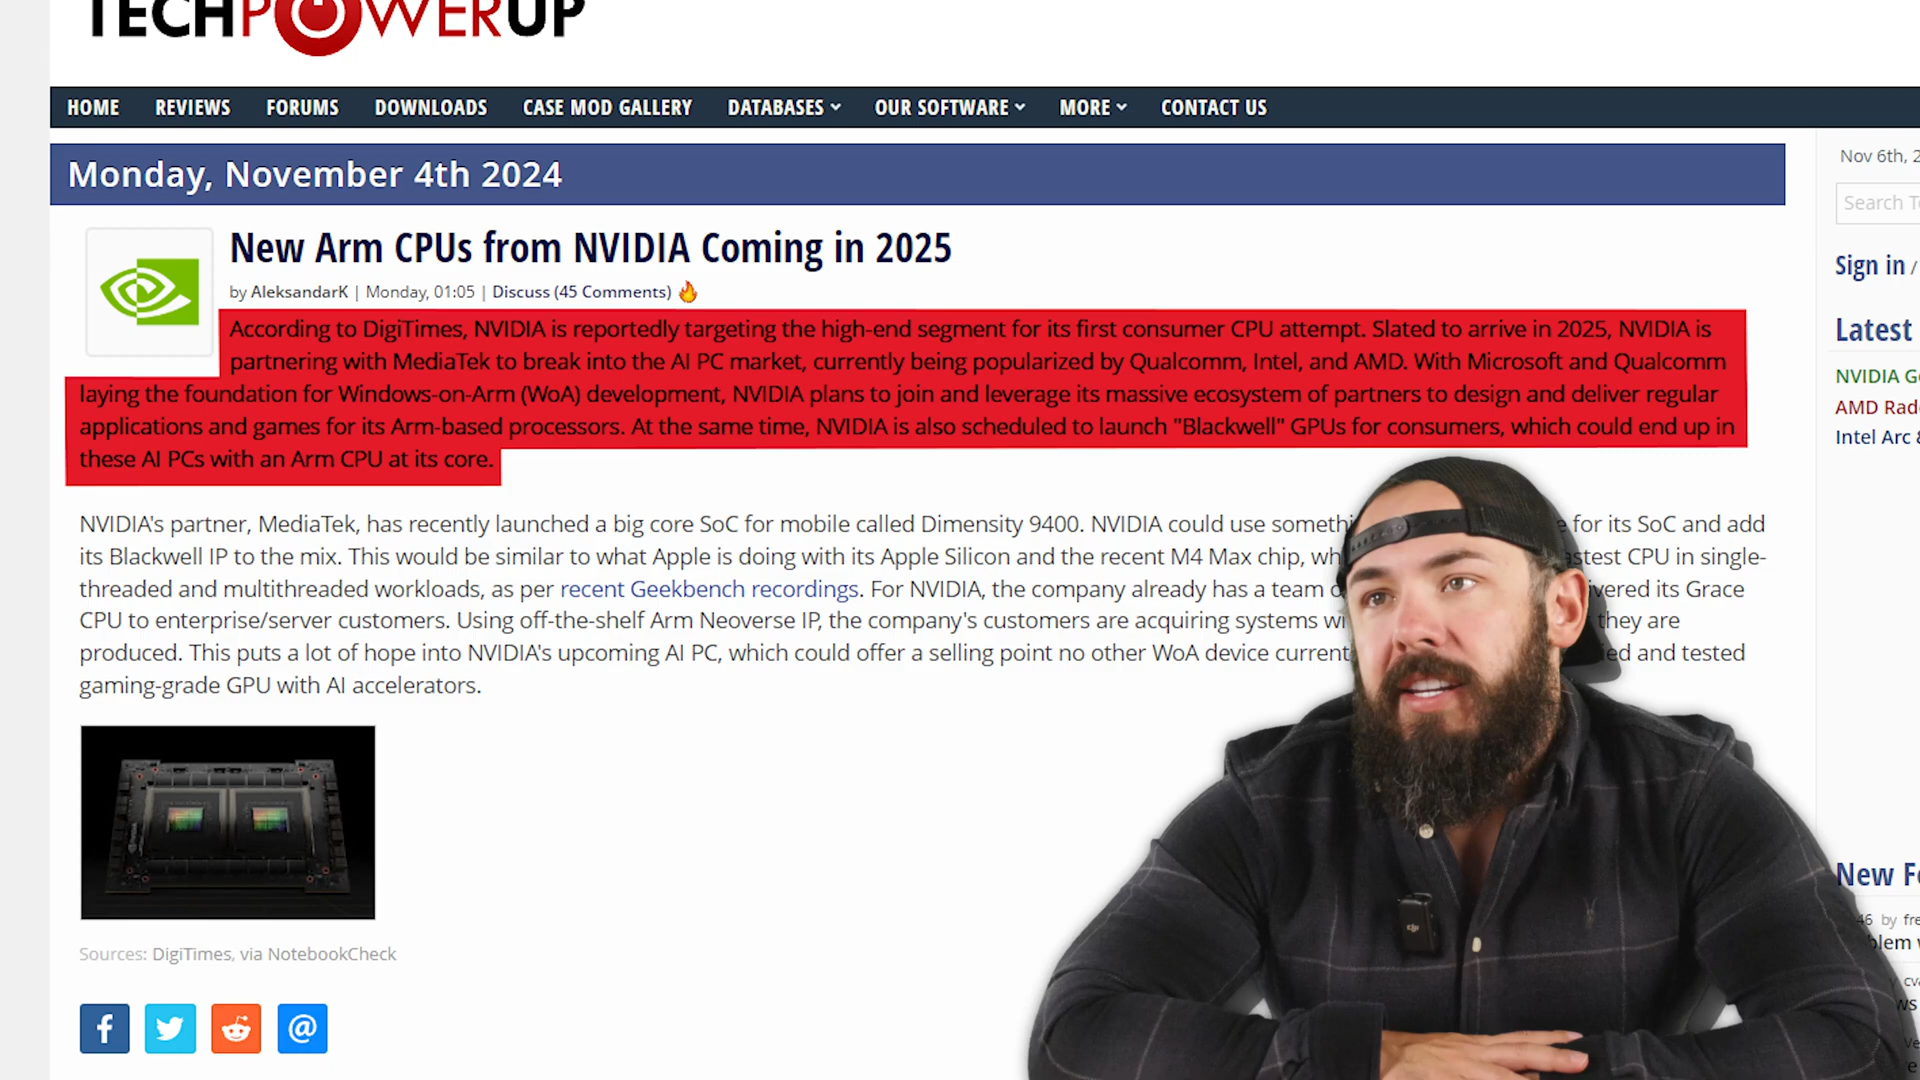 TECHPOWERUP
HOME REVIEWS FORUMS DOWNLOADS CASE MOD GALLERY DATABASES OUR SOFTWARE MORE CONTACT US
Monday, November 4th 2024
Nov 6th, 2
Search T
New Arm CPUs from NVIDIA Coming in 2025
Sign in /
by AleksandarK | Monday, 01:05 | Discuss (45 Comments)
According to DigiTimes, NVIDIA is reportedly targeting the high-end segment for its first consumer CPU attempt. Slated to arrive in 2025, NVIDIA is
partnering with MediaTek to break into the AI PC market, currently being popularized by Qualcomm, Intel, and AMD. With Microsoft and Qualcomm
laying the foundation for Windows-on-Arm (WoA) development, NVIDIA plans to join and leverage its massive ecosystem of partners to design and deliver regular
applications and games for its Arm-based processors. At the same time, NVIDIA is also scheduled to launch "Blackwell" GPUs for consumers, which could end up in
these AI PCs with an Arm CPU at its core.
Latest
NVIDIA G
AMD Rad
Intel Arc &
NVIDIA's partner, MediaTek, has recently launched a big core SoC for mobile called Dimensity 9400. NVIDIA could use somethi for its SoC and add
its Blackwell IP to the mix. This would be similar to what Apple is doing with its Apple Silicon and the recent M4 Max chip, wh astest CPU in single-
threaded and multithreaded workloads, as per recent Geekbench recordings. For NVIDIA, the company already has a team o vered its Grace
CPU to enterprise/server customers. Using off-the-shelf Arm Neoverse IP, the company's customers are acquiring systems wi they are
produced. This puts a lot of hope into NVIDIA's upcoming AI PC, which could offer a selling point no other WoA device current ed and tested
gaming-grade GPU with AI accelerators.
New Fo
46 by fre
blem w
Sources: DigiTimes, via NotebookCheck
cv
ws
Ve
e
dji